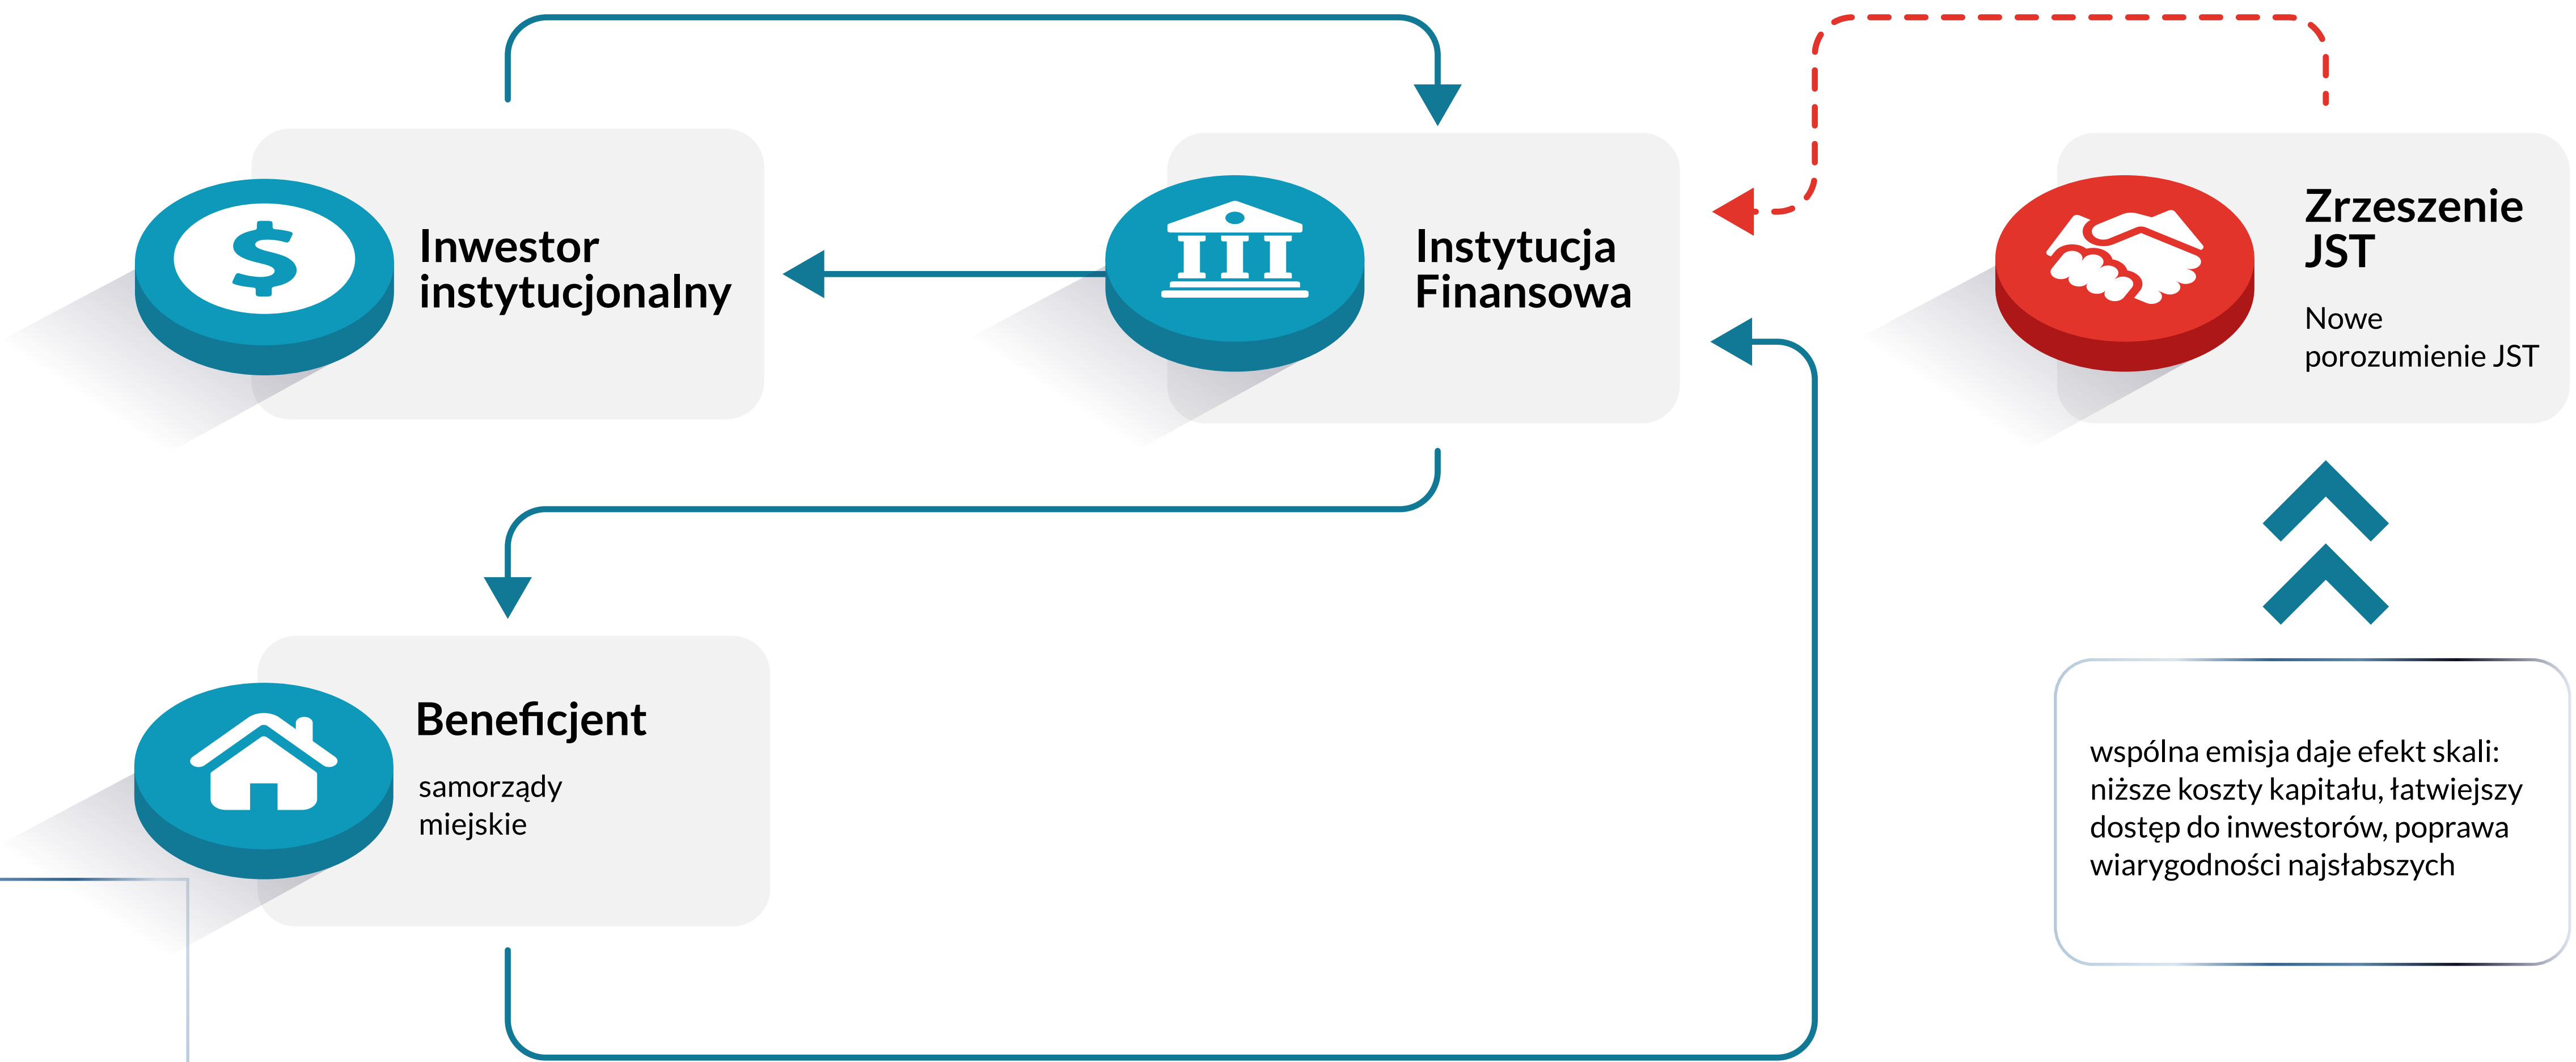 Inwestor
instytucjonalny
Instytucja
Finansowa
Zrzeszenie
JST
Nowe
porozumienie JST
Beneficjent
samorządy
miejskie
wspólna emisja daje efekt skali:
niższe koszty kapitału, łatwiejszy
dostęp do inwestorów, poprawa
wiarygodności najsłabszych